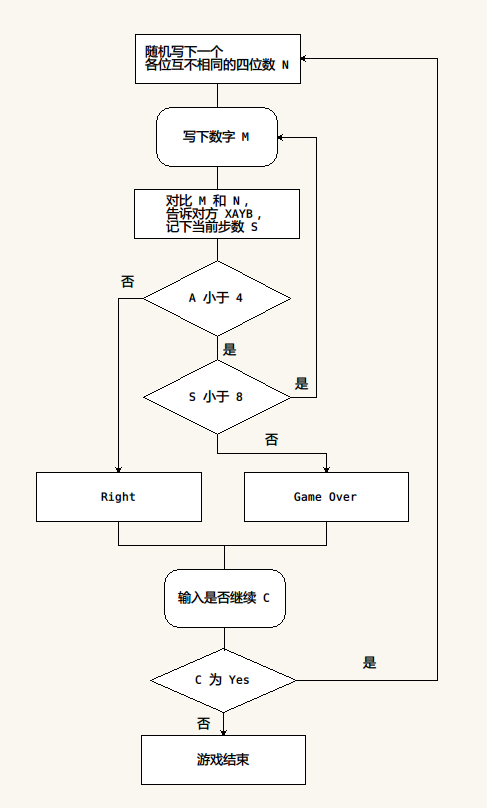 随机写下一个
各位互不相同的四位数 N
写下数字 M
对比 M 和 N，
告诉对方 XAYB，
记下当前步数 S
否
A 小于 4
是
S 小于 8
是
否
Right
Game Over
输入是否继续 C
C 为 Yes
是
否
游戏结束